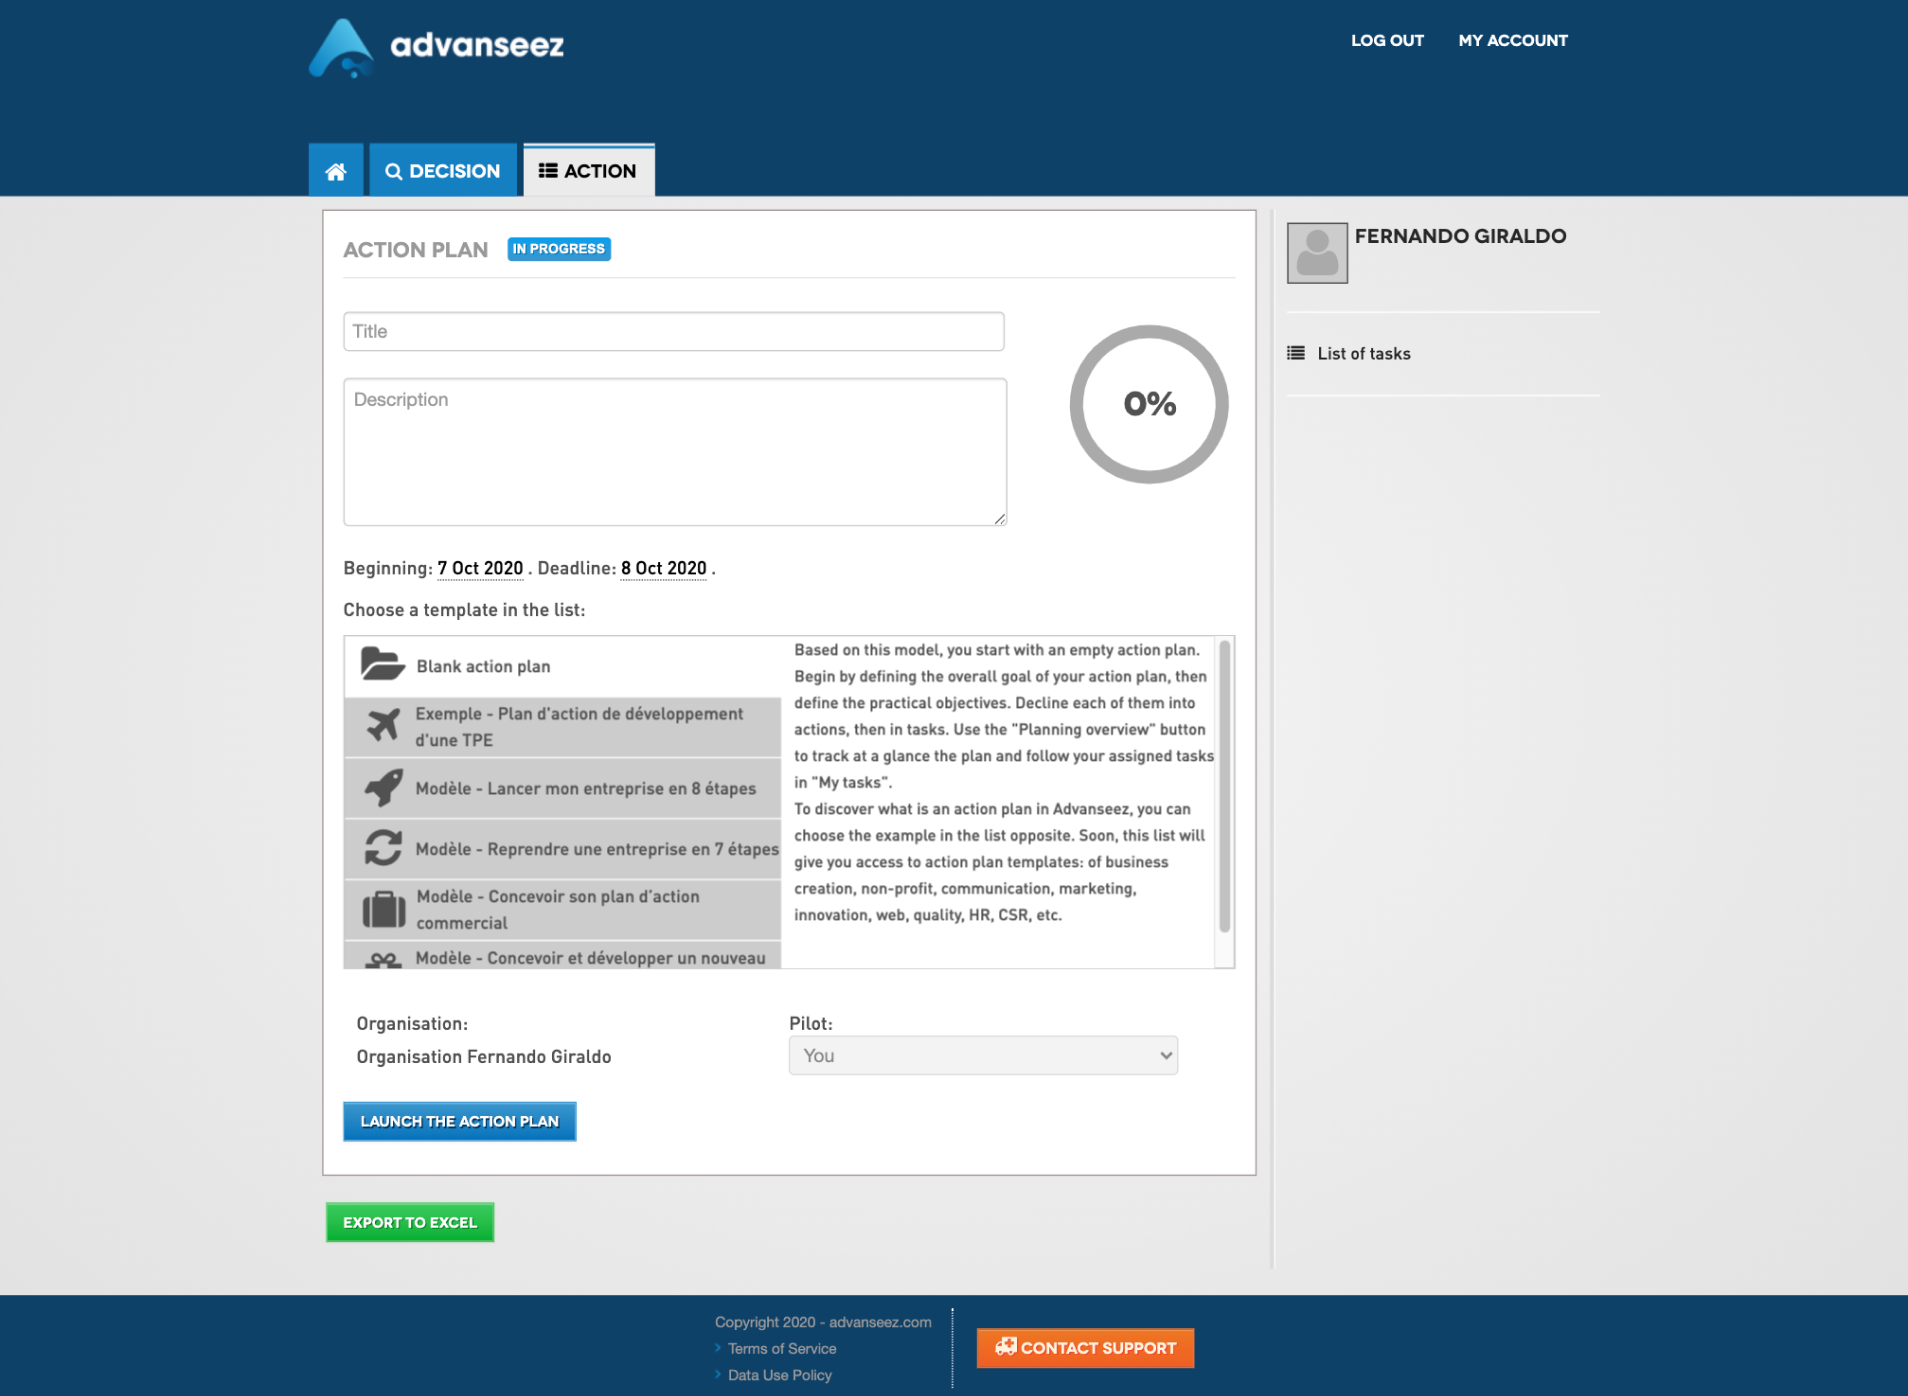 advanseez
LOG OUT MY ACCOUNT
DECISION ACTION
ACTION PLAN IN PROGRESS
FERNANDO GIRALDO
Title
List of tasks
Description
0%
Beginning: 7 Oct 2020 . Deadline: 8 Oct 2020 .
Choose a template in the list:
Blank action plan
Exemple - Plan d'action de développement
d'une TPE
Modèle - Lancer mon entreprise en 8 étapes
Modèle - Reprendre une entreprise en 7 étapes
Modèle - Concevoir son plan d'action
commercial
Modèle - Concevoir et développer un nouveau
Based on this model, you start with an empty action plan.
Begin by defining the overall goal of your action plan, then
define the practical objectives. Decline each of them into
actions, then in tasks. Use the "Planning overview" button
to track at a glance the plan and follow your assigned tasks
in "My tasks".
To discover what is an action plan in Advanseez, you can
choose the example in the list opposite. Soon, this list will
give you access to action plan templates: of business
creation, non-profit, communication, marketing,
innovation, web, quality, HR, CSR, etc.
Organisation:
Organisation Fernando Giraldo
Pilot:
You
LAUNCH THE ACTION PLAN
EXPORT TO EXCEL
Copyright 2020 - advanseez.com
Terms of Service
Data Use Policy
CONTACT SUPPORT